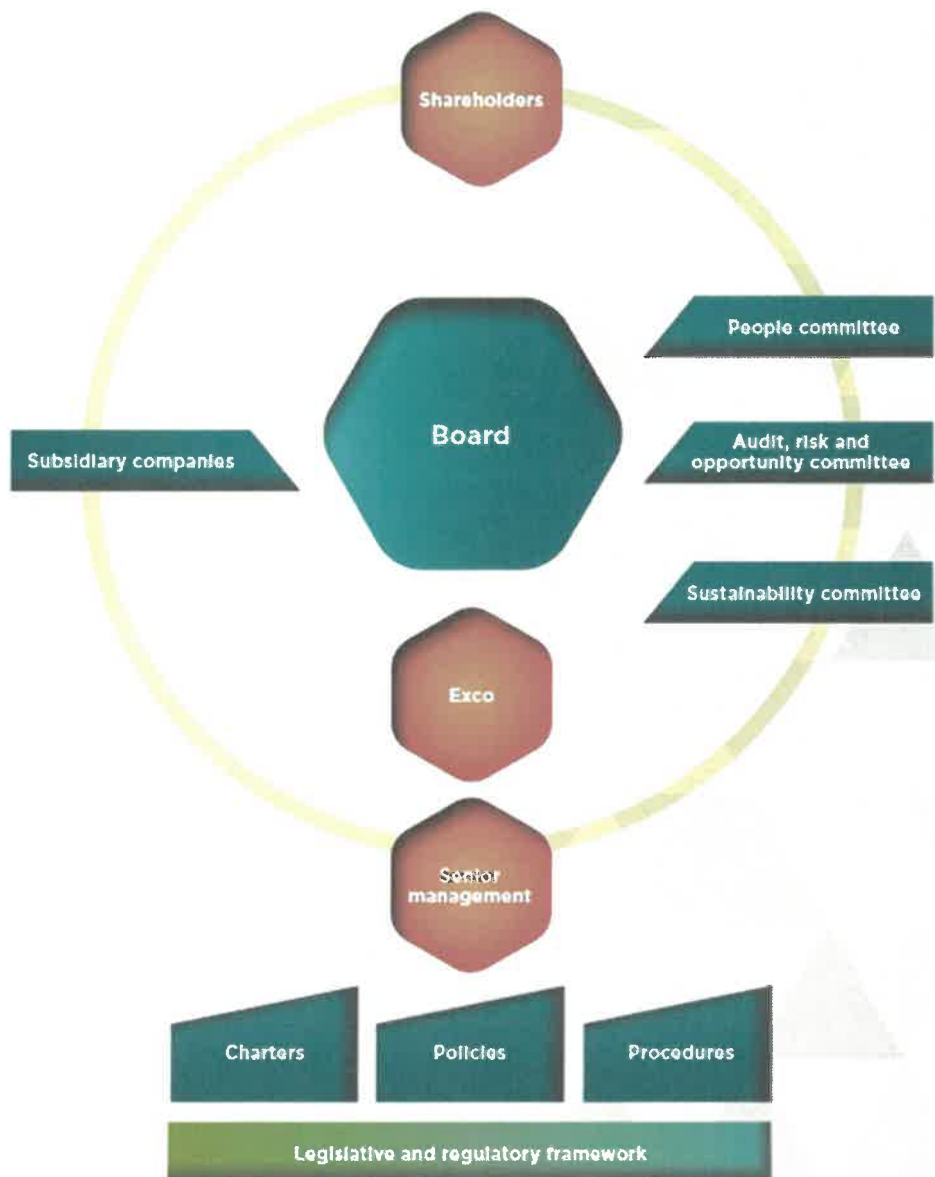 Shareholders
People committee
Board
Audit, risk and
opportunity committee
Subsidiary companies
Sustainability committee
Exco
Senior
management
Charters
Policies
Procedures
Legislative and regulatory framework